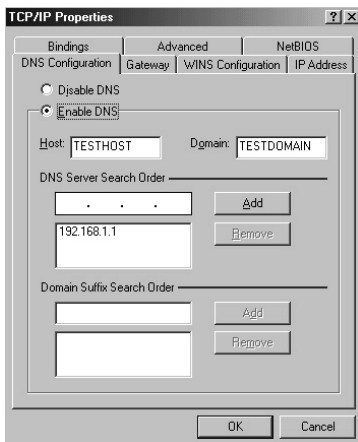 TCP/IP Properties ? X
Bindings Advanced NetBIOS
DNS Configuration Gateway WINS Configuration IP Address
Disable DNS
Enable DNS
Host: TESTHOST Domain: TESTDOMAIN
DNS Server Search Order
. . . Add
192.168.1.1 Remove
Domain Suffix Search Order
Add
Remove
OK Cancel